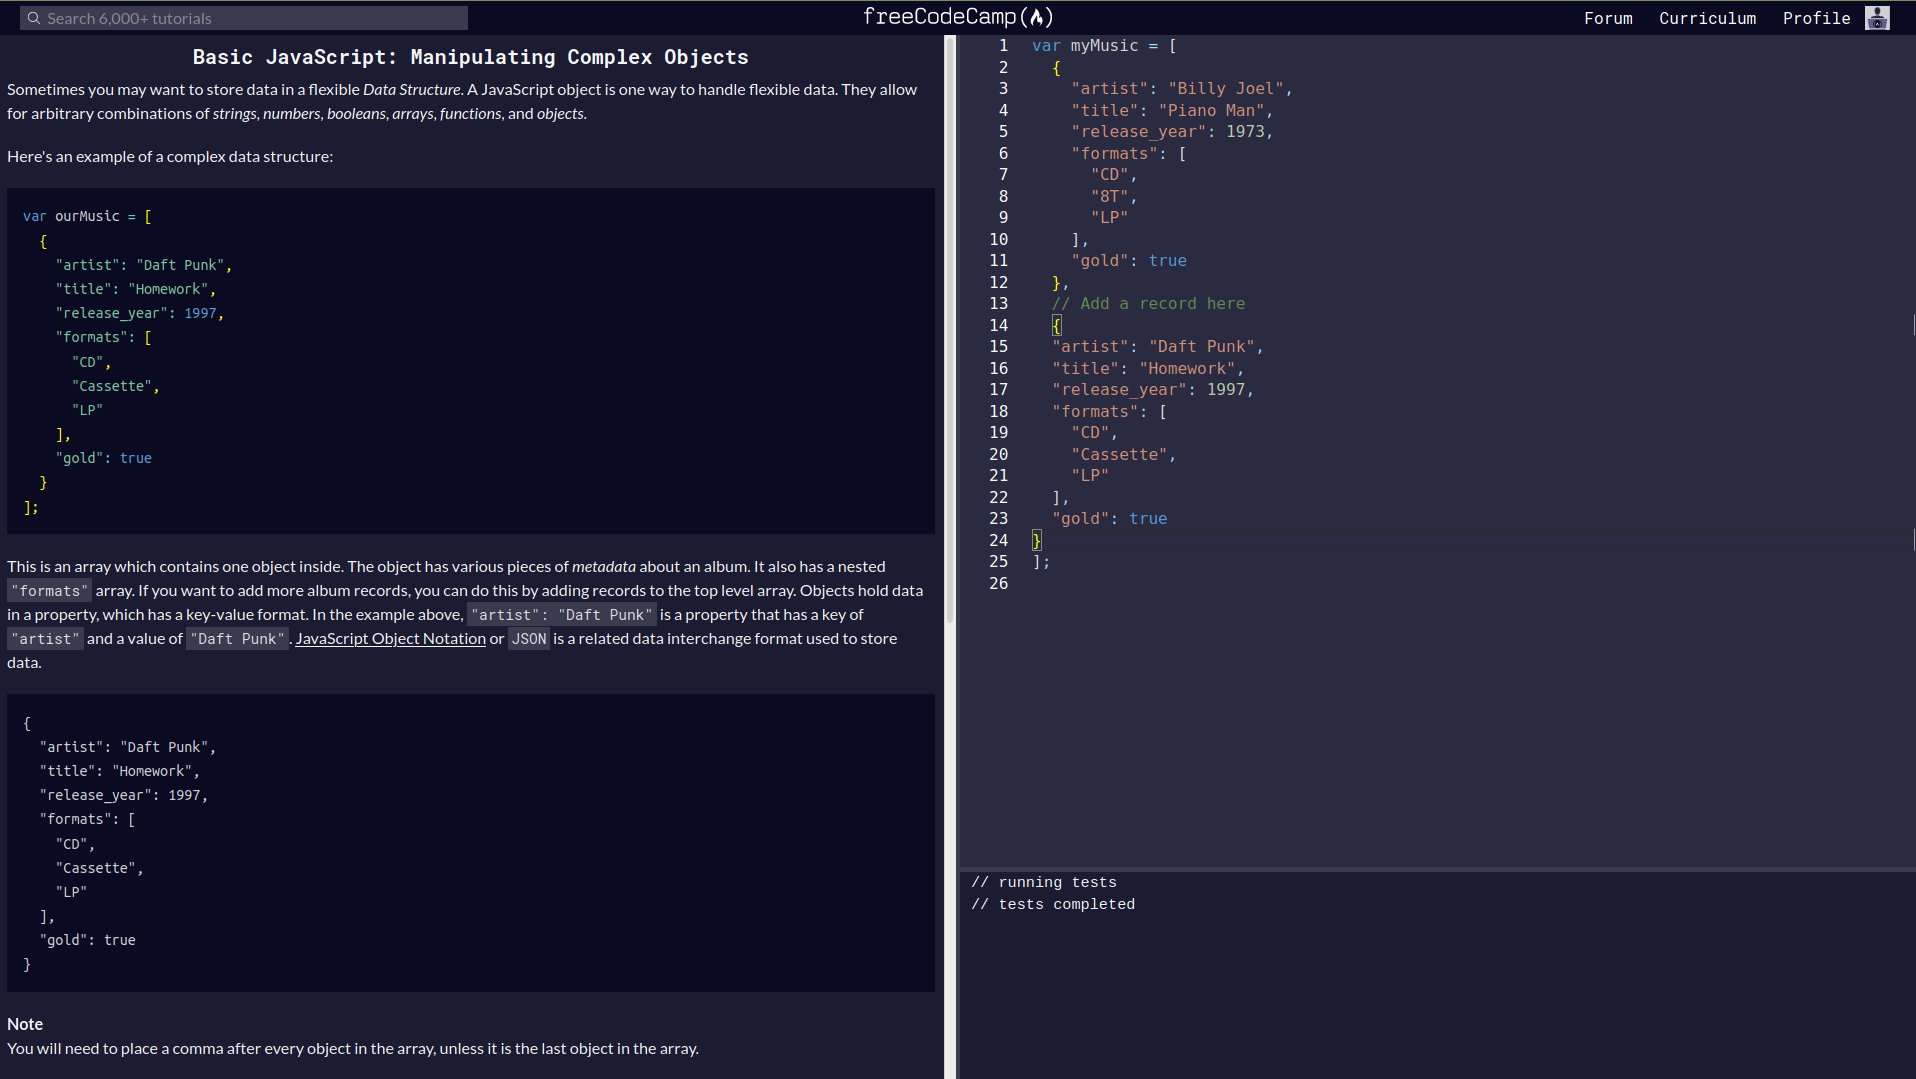 Search 6,000+ tutorials
freeCodeCamp(🔥)
Forum Curriculum Profile
Basic JavaScript: Manipulating Complex Objects
Sometimes you may want to store data in a flexible Data Structure. A JavaScript object is one way to handle flexible data. They allow
for arbitrary combinations of strings, numbers, booleans, arrays, functions, and objects.
Here's an example of a complex data structure:
var ourMusic = [
  {
    "artist": "Daft Punk",
    "title": "Homework",
    "release_year": 1997,
    "formats": [
      "CD",
      "Cassette",
      "LP"
    ],
    "gold": true
  }
];
This is an array which contains one object inside. The object has various pieces of metadata about an album. It also has a nested
"formats" array. If you want to add more album records, you can do this by adding records to the top level array. Objects hold data
in a property, which has a key-value format. In the example above, "artist": "Daft Punk" is a property that has a key of
"artist" and a value of "Daft Punk". JavaScript Object Notation or JSON is a related data interchange format used to store
data.
{
  "artist": "Daft Punk",
  "title": "Homework",
  "release_year": 1997,
  "formats": [
    "CD",
    "Cassette",
    "LP"
  ],
  "gold": true
}
Note
You will need to place a comma after every object in the array, unless it is the last object in the array.
1 var myMusic = [
2   {
3     "artist": "Billy Joel",
4     "title": "Piano Man",
5     "release_year": 1973,
6     "formats": [
7       "CD",
8       "8T",
9       "LP"
10     ],
11     "gold": true
12   },
13   // Add a record here
14   {
15   "artist": "Daft Punk",
16   "title": "Homework",
17   "release_year": 1997,
18   "formats": [
19     "CD",
20     "Cassette",
21     "LP"
22   ],
23   "gold": true
24 }
25 ];
26
// running tests
// tests completed